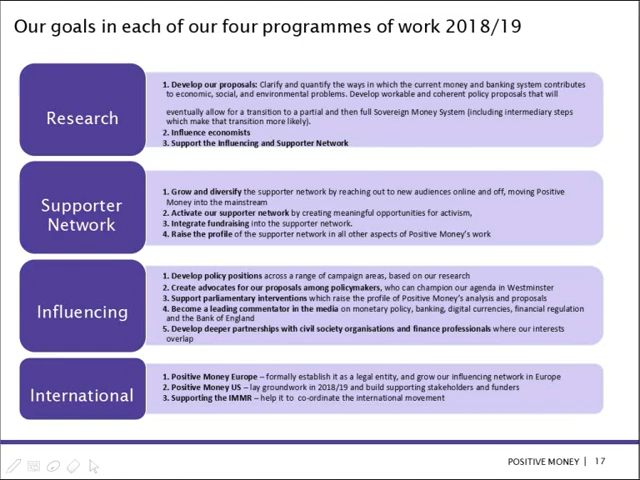 Our goals in each of our four programmes of work 2018/19
Research
1. Develop our proposals: Clarify and quantify the ways in which the current money and banking system contributes
to economic, social, and environmental problems. Develop workable and coherent policy proposals that will
eventually allow for a transition to a partial and then full Sovereign Money System (including intermediary steps
which make that transition more likely).
2. Influence economists
3. Support the Influencing and Supporter Network
Supporter
Network
1. Grow and diversify the supporter network by reaching out to new audiences online and off, moving Positive
Money into the mainstream
2. Activate our supporter network by creating meaningful opportunities for activism,
3. Integrate fundraising into the supporter network.
4. Raise the profile of the supporter network in all other aspects of Positive Money's work
Influencing
1. Develop policy positions across a range of campaign areas, based on our research
2. Create advocates for our proposals among policymakers, who can champion our agenda in Westminster
3. Support parliamentary interventions which raise the profile of Positive Money's analysis and proposals
4. Become a leading commentator in the media on monetary policy, banking, digital currencies, financial regulation
and the Bank of England
5. Develop deeper partnerships with civil society organisations and finance professionals where our interests
overlap
International
1. Positive Money Europe – formally establish it as a legal entity, and grow our influencing network in Europe
2. Positive Money US – lay groundwork in 2018/19 and build supporting stakeholders and funders
3. Supporting the IMMR – help it to co-ordinate the international movement
POSITIVE MONEY | 17